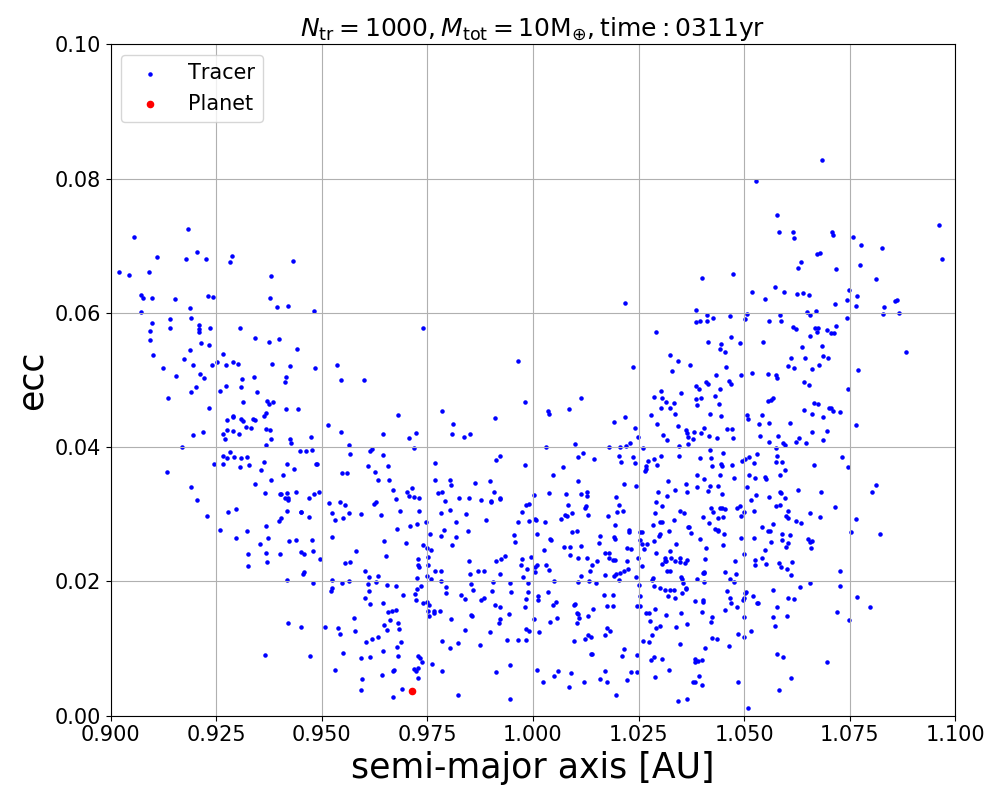 N_tr = 1000, M_tot = 10M_⊕, time : 0311yr
Tracer
Planet
ecc
0.10
0.08
0.06
0.04
0.02
0.00
0.900 0.925 0.950 0.975 1.000 1.025 1.050 1.075 1.100
semi-major axis [AU]